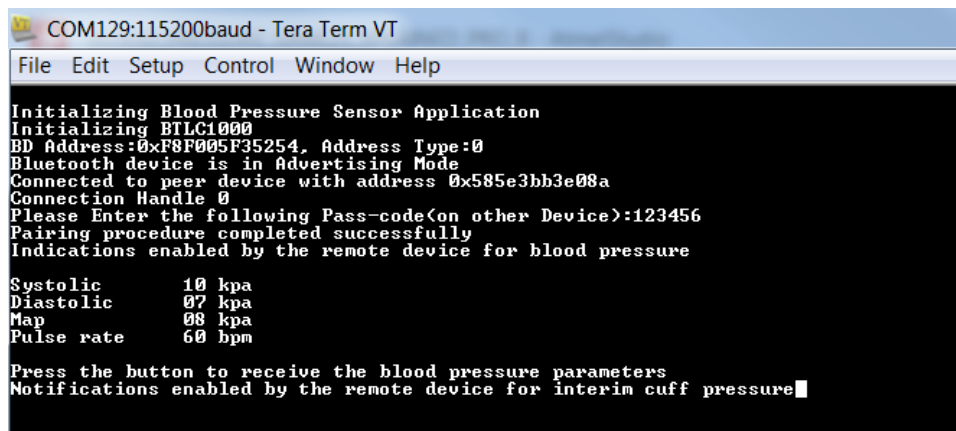 COM129:115200baud - Tera Term VT
File Edit Setup Control Window Help
Initializing Blood Pressure Sensor Application
Initializing BTLC1000
BD Address:0xF8F005F35254, Address Type:0
Bluetooth device is in Advertising Mode
Connected to peer device with address 0x585e3bb3e08a
Connection Handle 0
Please Enter the following Pass-code(on other Device):123456
Pairing procedure completed successfully
Indications enabled by the remote device for blood pressure
Systolic 10 kpa
Diastolic 07 kpa
Map 08 kpa
Pulse rate 60 bpm
Press the button to receive the blood pressure parameters
Notifications enabled by the remote device for interim cuff pressure